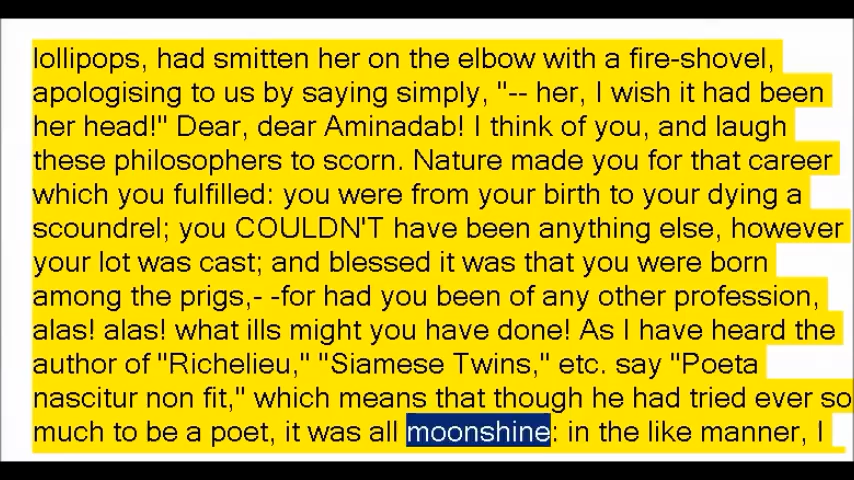 lollipops, had smitten her on the elbow with a fire-shovel,
apologising to us by saying simply, "-- her, I wish it had been
her head!" Dear, dear Aminadab! I think of you, and laugh
these philosophers to scorn. Nature made you for that career
which you fulfilled: you were from your birth to your dying a
scoundrel; you COULDN'T have been anything else, however
your lot was cast; and blessed it was that you were born
among the prigs,- -for had you been of any other profession,
alas! alas! what ills might you have done! As I have heard the
author of "Richelieu," "Siamese Twins," etc. say "Poeta
nascitur non fit," which means that though he had tried ever so
much to be a poet, it was all moonshine: in the like manner, I